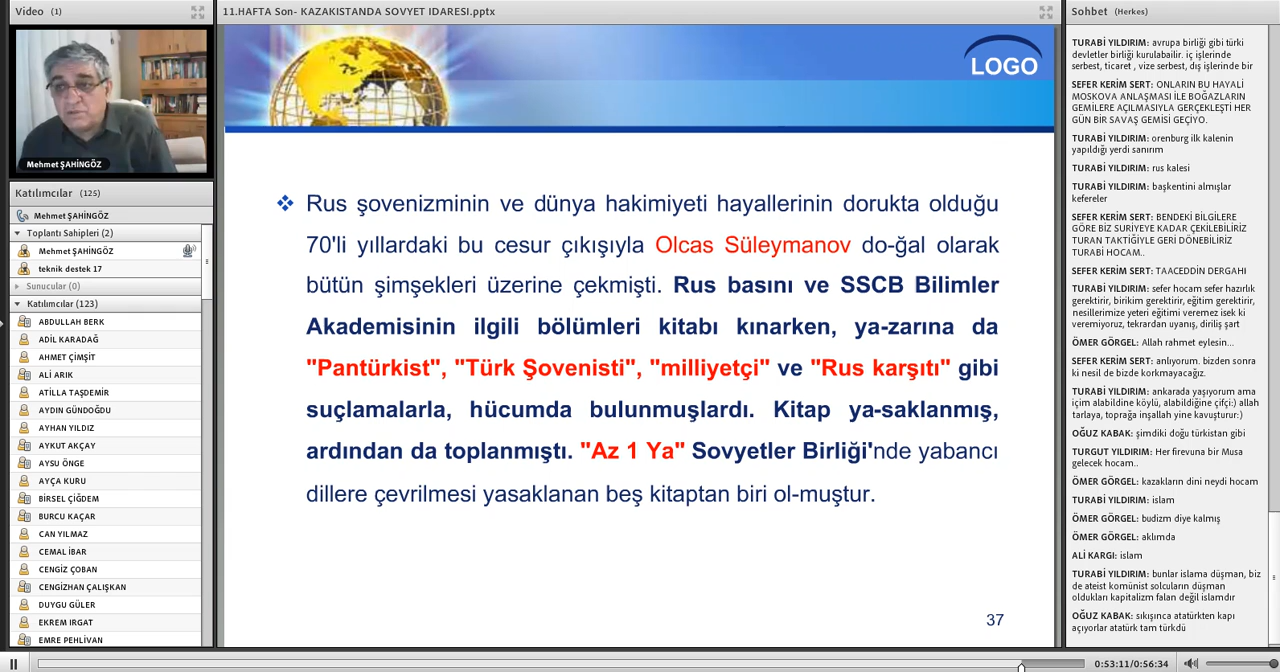 Video (1)
Mehmet ŞAHİNGÖZ
Katılımcılar (125)
Mehmet ŞAHİNGÖZ
Toplantı Sahipleri (2)
Mehmet ŞAHİNGÖZ
teknik destek 17
Sunucular (0)
Katılımcılar (123)
ABDULLAH BERK
ADİL KARADAĞ
AHMET ÇİMŞİT
ALİ ARIK
ATİLLA TAŞDEMİR
AYDIN GÜNDOĞDU
AYHAN YILDIZ
AYKUT AKÇAY
AYSU ÖNGE
AYÇA KURU
BİRSEL ÇİĞDEM
BURCU KAÇAR
CAN YILMAZ
CEMAL İBAR
CENGİZ ÇOBAN
CENGİZHAN ÇALIŞKAN
DUYGU GÜLER
EKREM IRGAT
EMRE PEHLİVAN
11.HAFTA Son- KAZAKISTANDA SOVYET IDARESI.pptx
LOGO
Rus şovenizminin ve dünya hakimiyeti hayallerinin dorukta olduğu
70'li yıllardaki bu cesur çıkışıyla Olcas Süleymanov do-ğal olarak
bütün şimşekleri üzerine çekmişti. Rus basını ve SSCB Bilimler
Akademisinin ilgili bölümleri kitabı kınarken, ya-zarına da
"Pantürkist", "Türk Şovenisti", "milliyetçi" ve "Rus karşıtı" gibi
suçlamalarla, hücumda bulunmuşlardı. Kitap ya-saklanmış,
ardından da toplanmıştı. "Az 1 Ya" Sovyetler Birliği'nde yabancı
dillere çevrilmesi yasaklanan beş kitaptan biri ol-muştur.
37
Sohbet (Herkes)
TURABİ YILDIRIM: avrupa birliği gibi türki
devletler birliği kurulabailir. iç işlerinde
serbest, ticaret , vize serbest, dış işlerinde bir
SEFER KERİM SERT: ONLARIN BU HAYALİ
MOSKOVA ANLAŞMASI İLE BOĞAZLARIN
GEMİLERE AÇILMASIYLA GERÇEKLEŞTİ HER
GÜN BİR SAVAŞ GEMİSİ GEÇİYO.
TURABİ YILDIRIM: orenburg ilk kalenin
yapıldığı yerdi sanırım
TURABİ YILDIRIM: rus kalesi
TURABİ YILDIRIM: başkentini almışlar
kefereler
SEFER KERİM SERT: BENDEKİ BİLGİLERE
GÖRE BİZ SURİYEYE KADAR ÇEKİLEBİLİRİZ
TURAN TAKTİĞİYLE GERİ DÖNEBİLİRİZ
TURABİ HOCAM..
SEFER KERİM SERT: TAACEDDİN DERGAHI
TURABİ YILDIRIM: sefer hocam sefer hazırlık
gerektirir, birikim gerektirir, eğitim gerektirir,
nesillerimize yeteri eğitimi veremez isek ki
veremiyoruz, tekrardan uyanış, diriliş şart
ÖMER GÖRGEL: Allah rahmet eylesin...
SEFER KERİM SERT: anlıyorum. bizden sonra
ki nesil de bizde korkmayacağız.
TURABİ YILDIRIM: ankarada yaşıyorum ama
içim alabildine köylü, alabildiğine çifçi:) allah
tarlaya, toprağa inşallah yine kavuşturur:)
OĞUZ KABAK: şimdiki doğu türkistan gibi
TURGUT YILDIRIM: Her firevuna bir Musa
gelecek hocam..
ÖMER GÖRGEL: kazakların dini neydi hocam
TURABİ YILDIRIM: islam
ÖMER GÖRGEL: budizm diye kalmış
ÖMER GÖRGEL: aklımda
ALİ KARGI: islam
TURABİ YILDIRIM: bunlar islama düşman, biz
de ateist komünist solcuların düşman
oldukları kapitalizm falan değil islamdır
OĞUZ KABAK: sıkışınca atatürkten kapı
açıyorlar atatürk tam türkdü
0:53:11/0:56:34